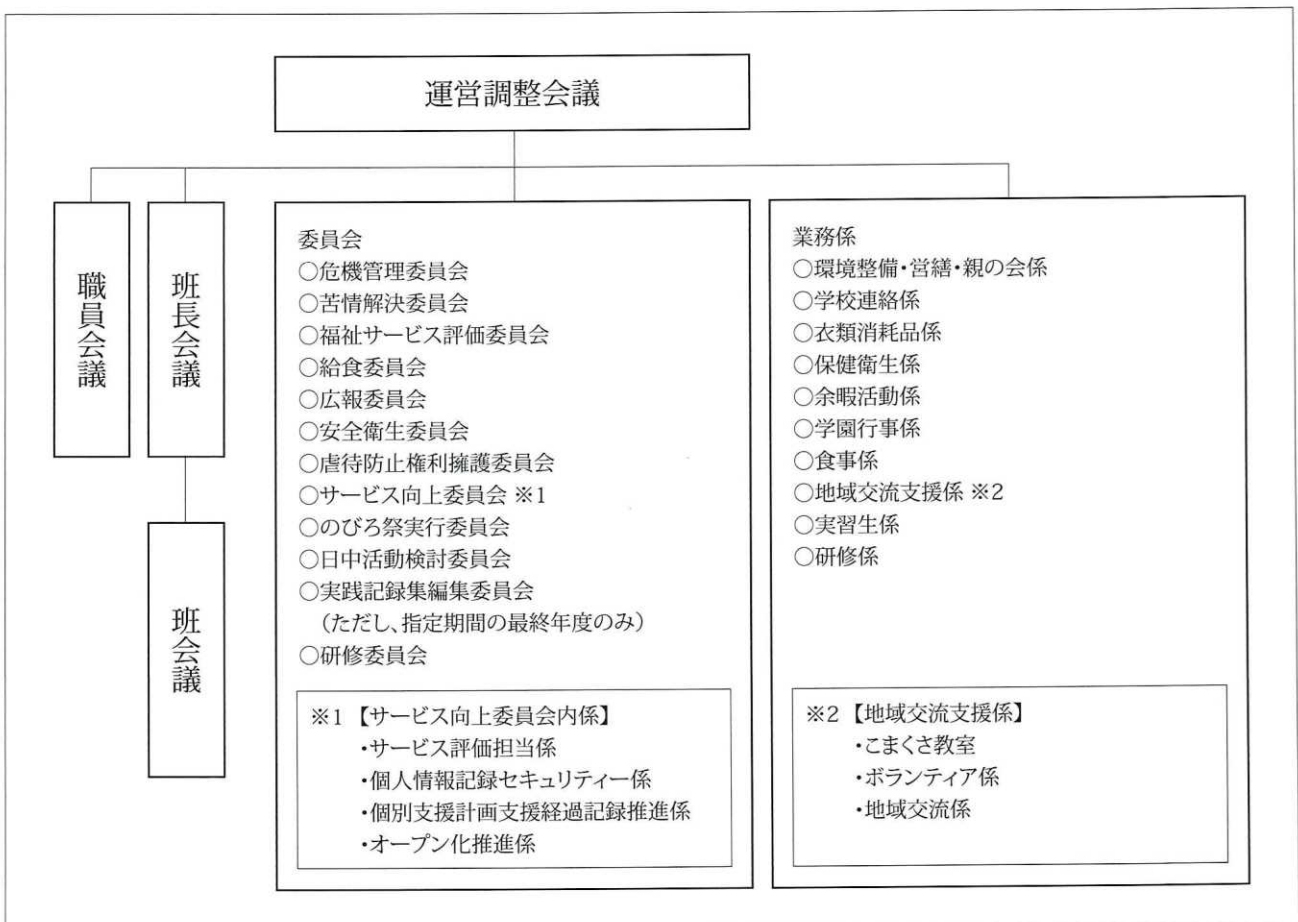 運営調整会議
職員会議
班長会議
班会議
委員会
○危機管理委員会
○苦情解決委員会
○福祉サービス評価委員会
○給食委員会
○広報委員会
○安全衛生委員会
○虐待防止権利擁護委員会
○サービス向上委員会 ※1
○のびろ祭実行委員会
○日中活動検討委員会
○実践記録集編集委員会
（ただし、指定期間の最終年度のみ）
○研修委員会
※1 【サービス向上委員会内係】
・サービス評価担当係
・個人情報記録セキュリティー係
・個別支援計画支援経過記録推進係
・オープン化推進係
業務係
○環境整備・営繕・親の会係
○学校連絡係
○衣類消耗品係
○保健衛生係
○余暇活動係
○学園行事係
○食事係
○地域交流支援係 ※2
○実習生係
○研修係
※2 【地域交流支援係】
・こまくさ教室
・ボランティア係
・地域交流係